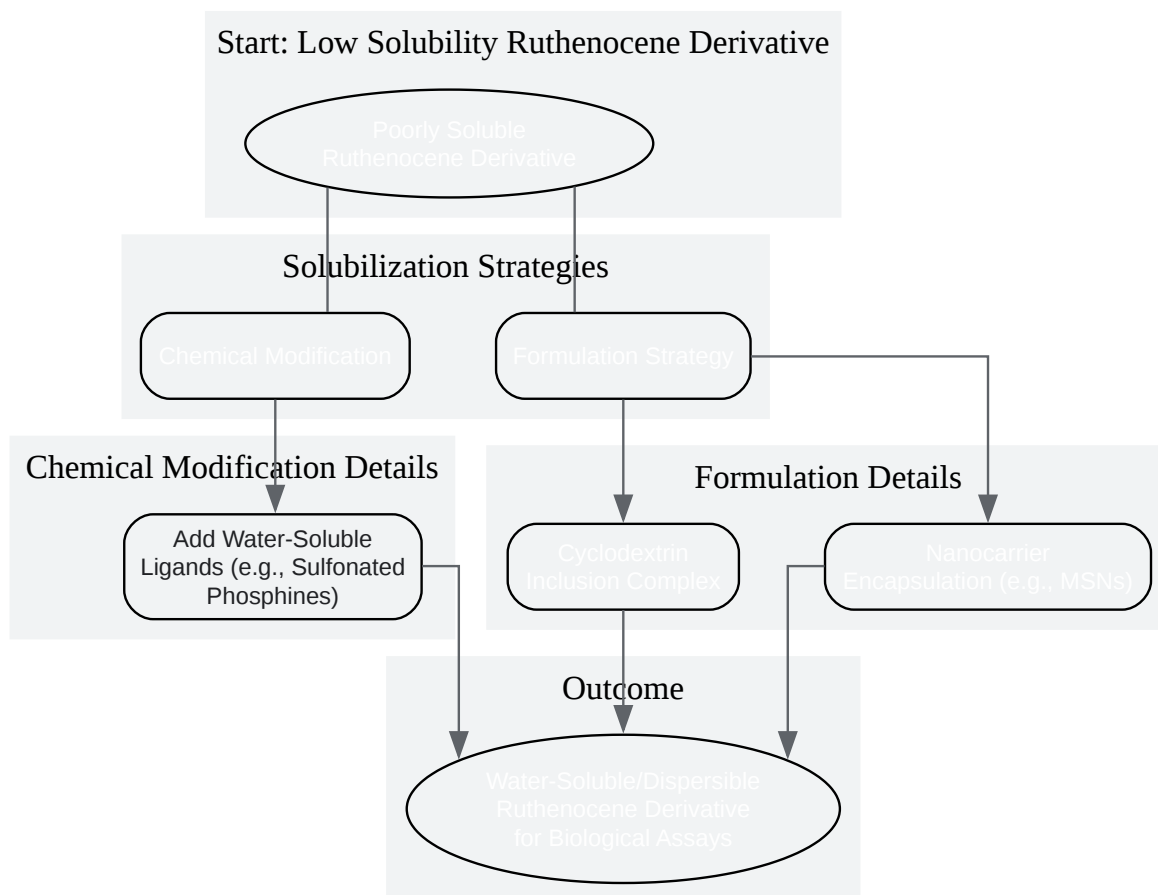 Start: Low Solubility Ruthenocene Derivative
Poorly Soluble
Ruthenocene Derivative
Solubilization Strategies
Chemical Modification
Formulation Strategy
Chemical Modification Details
Add Water-Soluble
Ligands (e.g., Sulfonated
Phosphines)
Formulation Details
Cyclodextrin
Inclusion Complex
Nanocarrier
Encapsulation (e.g., MSNs)
Outcome
Water-Soluble/Dispersible
Ruthenocene Derivative
for Biological Assays